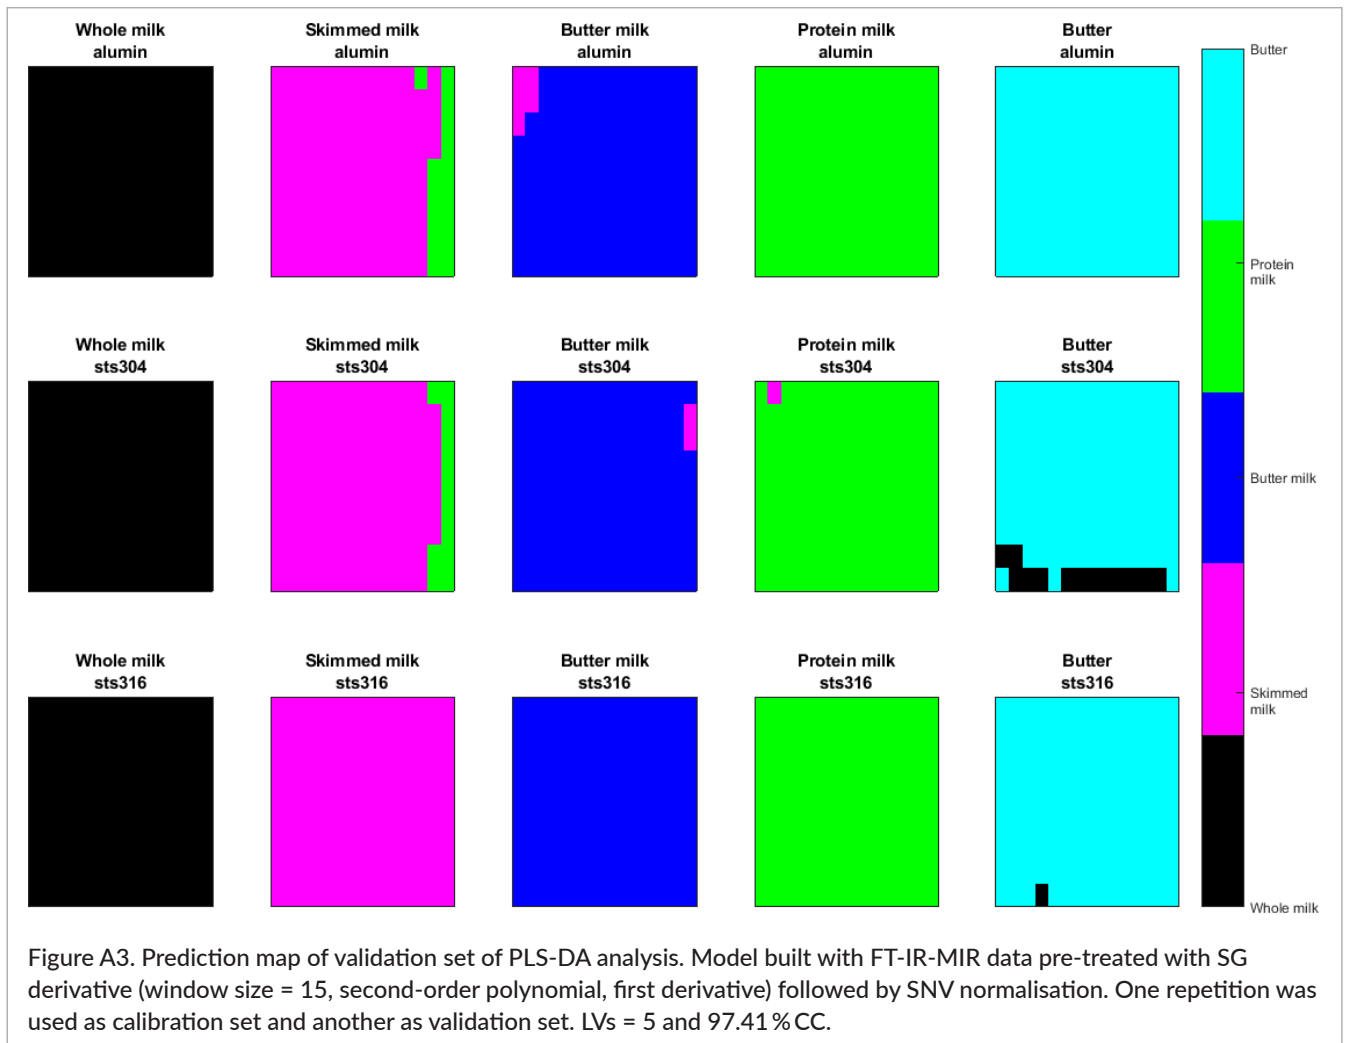 Whole milk
alumin
Skimmed milk
alumin
Butter milk
alumin
Protein milk
alumin
Butter
alumin
Whole milk
sts304
Skimmed milk
sts304
Butter milk
sts304
Protein milk
sts304
Butter
sts304
Whole milk
sts316
Skimmed milk
sts316
Butter milk
sts316
Protein milk
sts316
Butter
sts316
Butter
Protein
milk
Butter milk
Skimmed
milk
Whole milk
Figure A3. Prediction map of validation set of PLS-DA analysis. Model built with FT-IR-MIR data pre-treated with SG
derivative (window size = 15, second-order polynomial, first derivative) followed by SNV normalisation. One repetition was
used as calibration set and another as validation set. LVs = 5 and 97.41 % CC.